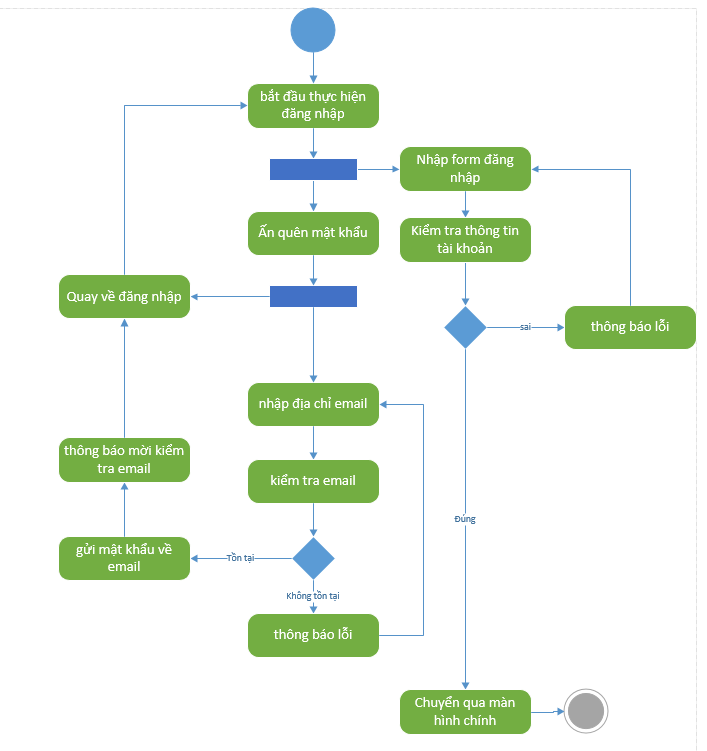 bắt đầu thực hiện
đăng nhập
Nhập form đăng
nhập
Ấn quên mật khẩu
Kiểm tra thông tin
tài khoản
Quay về đăng nhập
sai
thông báo lỗi
nhập địa chỉ email
thông báo mời kiểm
tra email
kiểm tra email
Đúng
gửi mật khẩu về
email
Tồn tại
Không tồn tại
thông báo lỗi
Chuyển qua màn
hình chính